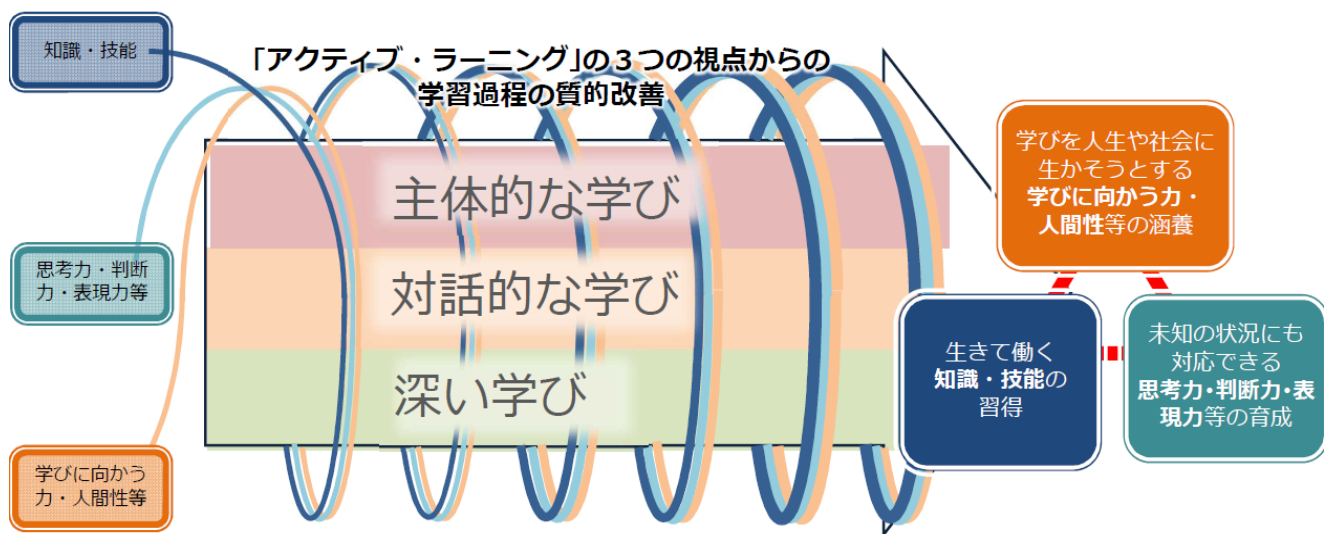 知識・技能
「アクティブ・ラーニング」の３つの視点からの
学習過程の質的改善
主体的な学び
対話的な学び
深い学び
思考力・判断
力・表現力等
学びに向かう
力・人間性等
学びを人生や社会に
生かそうとする
学びに向かう力・
人間性等の涵養
生きて働く
知識・技能の
習得
未知の状況にも
対応できる
思考力・判断力・表
現力等の育成